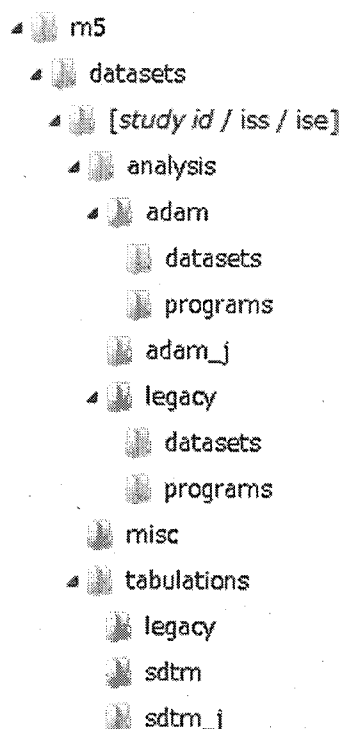 m5
datasets
[study id / iss / ise]
analysis
adam
datasets
programs
adam_j
legacy
datasets
programs
misc
tabulations
legacy
sdtm
sdtm_j